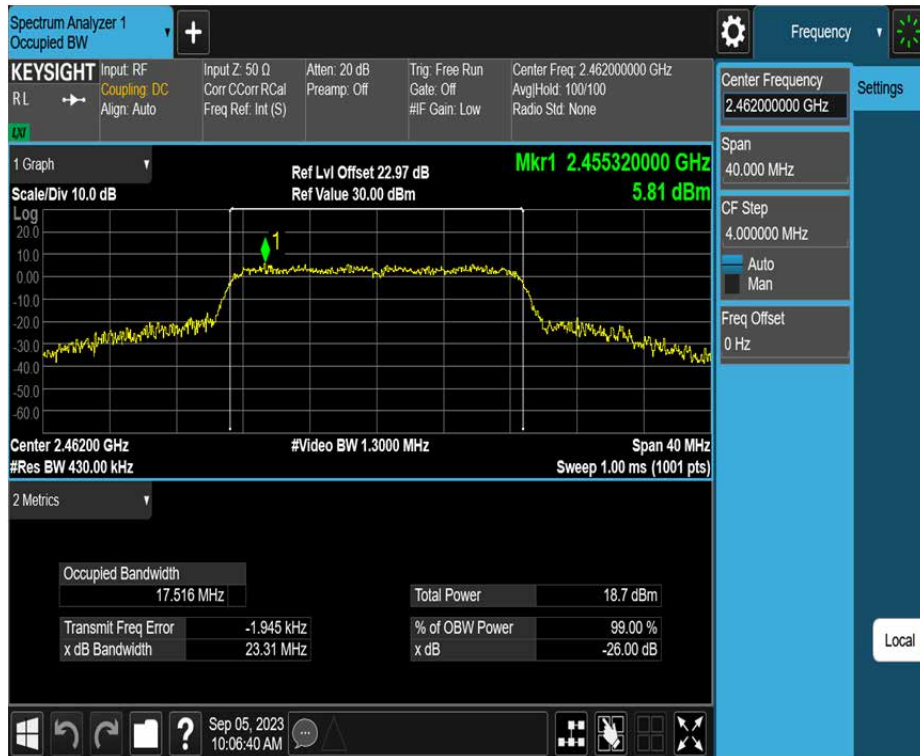 Spectrum Analyzer 1
Occupied BW
Frequency
KEYSIGHT
RL
LXI
Input: RF
Coupling: DC
Align: Auto
Input Z: 50 Ω
Corr CCorr RCal
Freq Ref: Int (S)
Atten: 20 dB
Preamp: Off
Trig: Free Run
Gate: Off
#IF Gain: Low
Center Freq: 2.462000000 GHz
Avg|Hold: 100/100
Radio Std: None
Center Frequency
2.462000000 GHz
Settings
Span
40.000 MHz
CF Step
4.000000 MHz
Auto
Man
Freq Offset
0 Hz
Local
1 Graph
Scale/Div 10.0 dB
Ref Lvl Offset 22.97 dB
Ref Value 30.00 dBm
Mkr1 2.455320000 GHz
5.81 dBm
Log
20.0
10.0
0.00
-10.0
-20.0
-30.0
-40.0
-50.0
-60.0
1
Center 2.46200 GHz
#Res BW 430.00 kHz
#Video BW 1.3000 MHz
Span 40 MHz
Sweep 1.00 ms (1001 pts)
2 Metrics
Occupied Bandwidth
17.516 MHz
Total Power 18.7 dBm
Transmit Freq Error -1.945 kHz
% of OBW Power 99.00 %
x dB Bandwidth 23.31 MHz
x dB -26.00 dB
?
Sep 05, 2023
10:06:40 AM